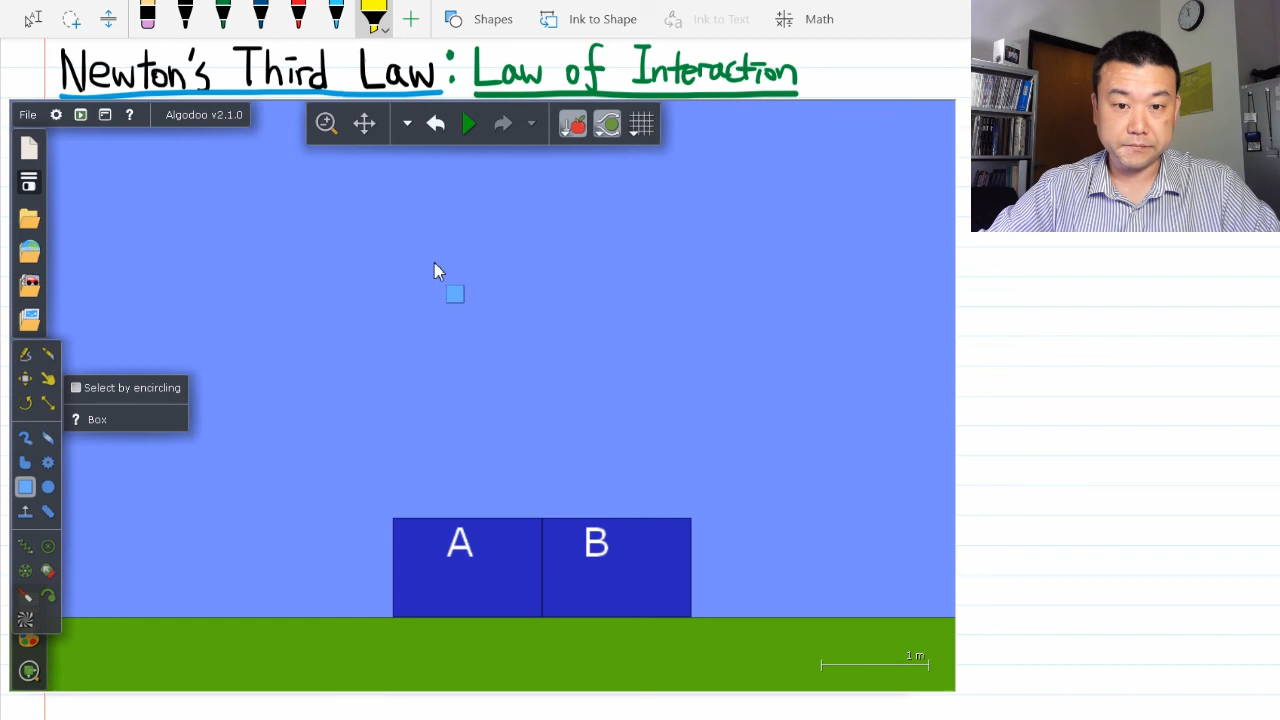 Shapes Ink to Shape Ink to Text Math
Newton's Third Law: Law of Interaction
File ? Algodoo v2.1.0
Select by encircling
? Box
A B
1 m